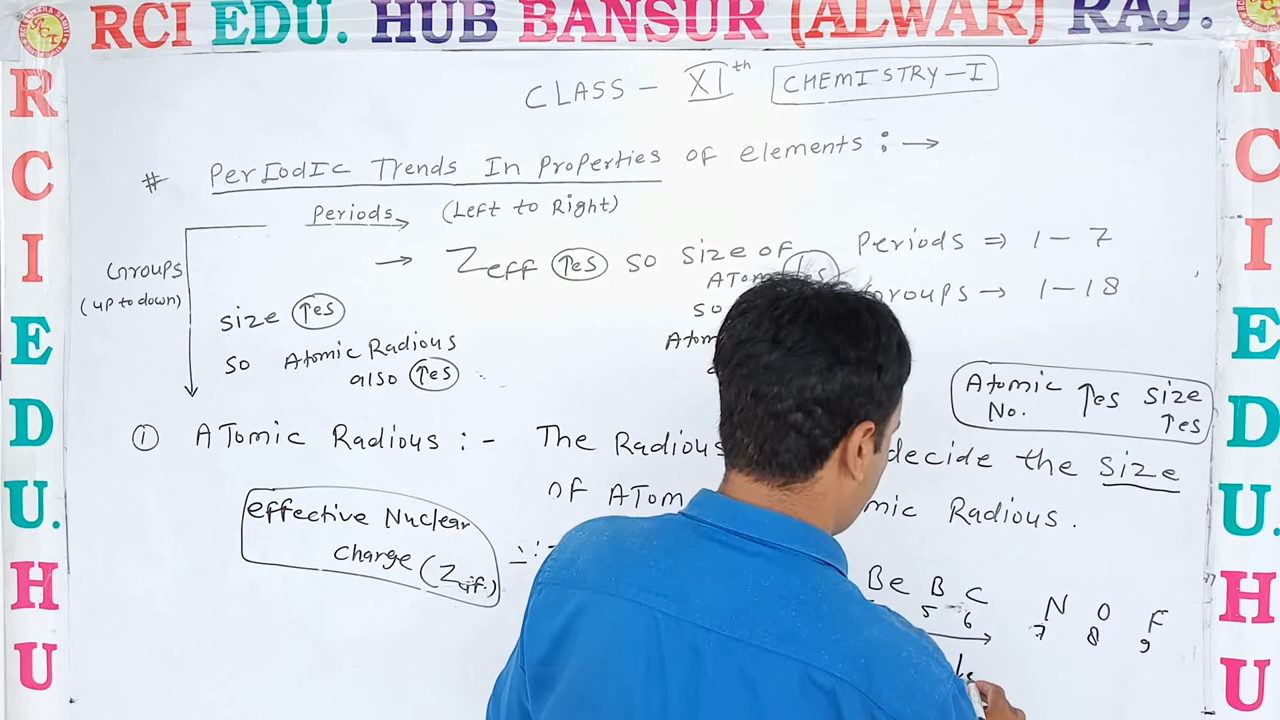 RCI EDU. HUB BANSUR (ALWAR) RAJ.
R
C
I
E
D
U.
H
U
R
C
I
E
D
U.
H
U
CLASS - XIth CHEMISTRY-I
# PerIodIc Trends In Properties of elements : →
Periods (Left to Right)
Groups
(up to down)
→ Zeff ↑es so size of
ATom
so
Atom
Periods ⇒ 1-7
Groups → 1-18
size ↑es
so Atomic Radious
also ↑es
Atomic ↑es size
No. ↑es
① ATomic Radious :- The Radious decide the size
of ATom mic Radious.
effective Nuclear
charge (Zeff.)
Be B C N O F
5 6 7 8 9